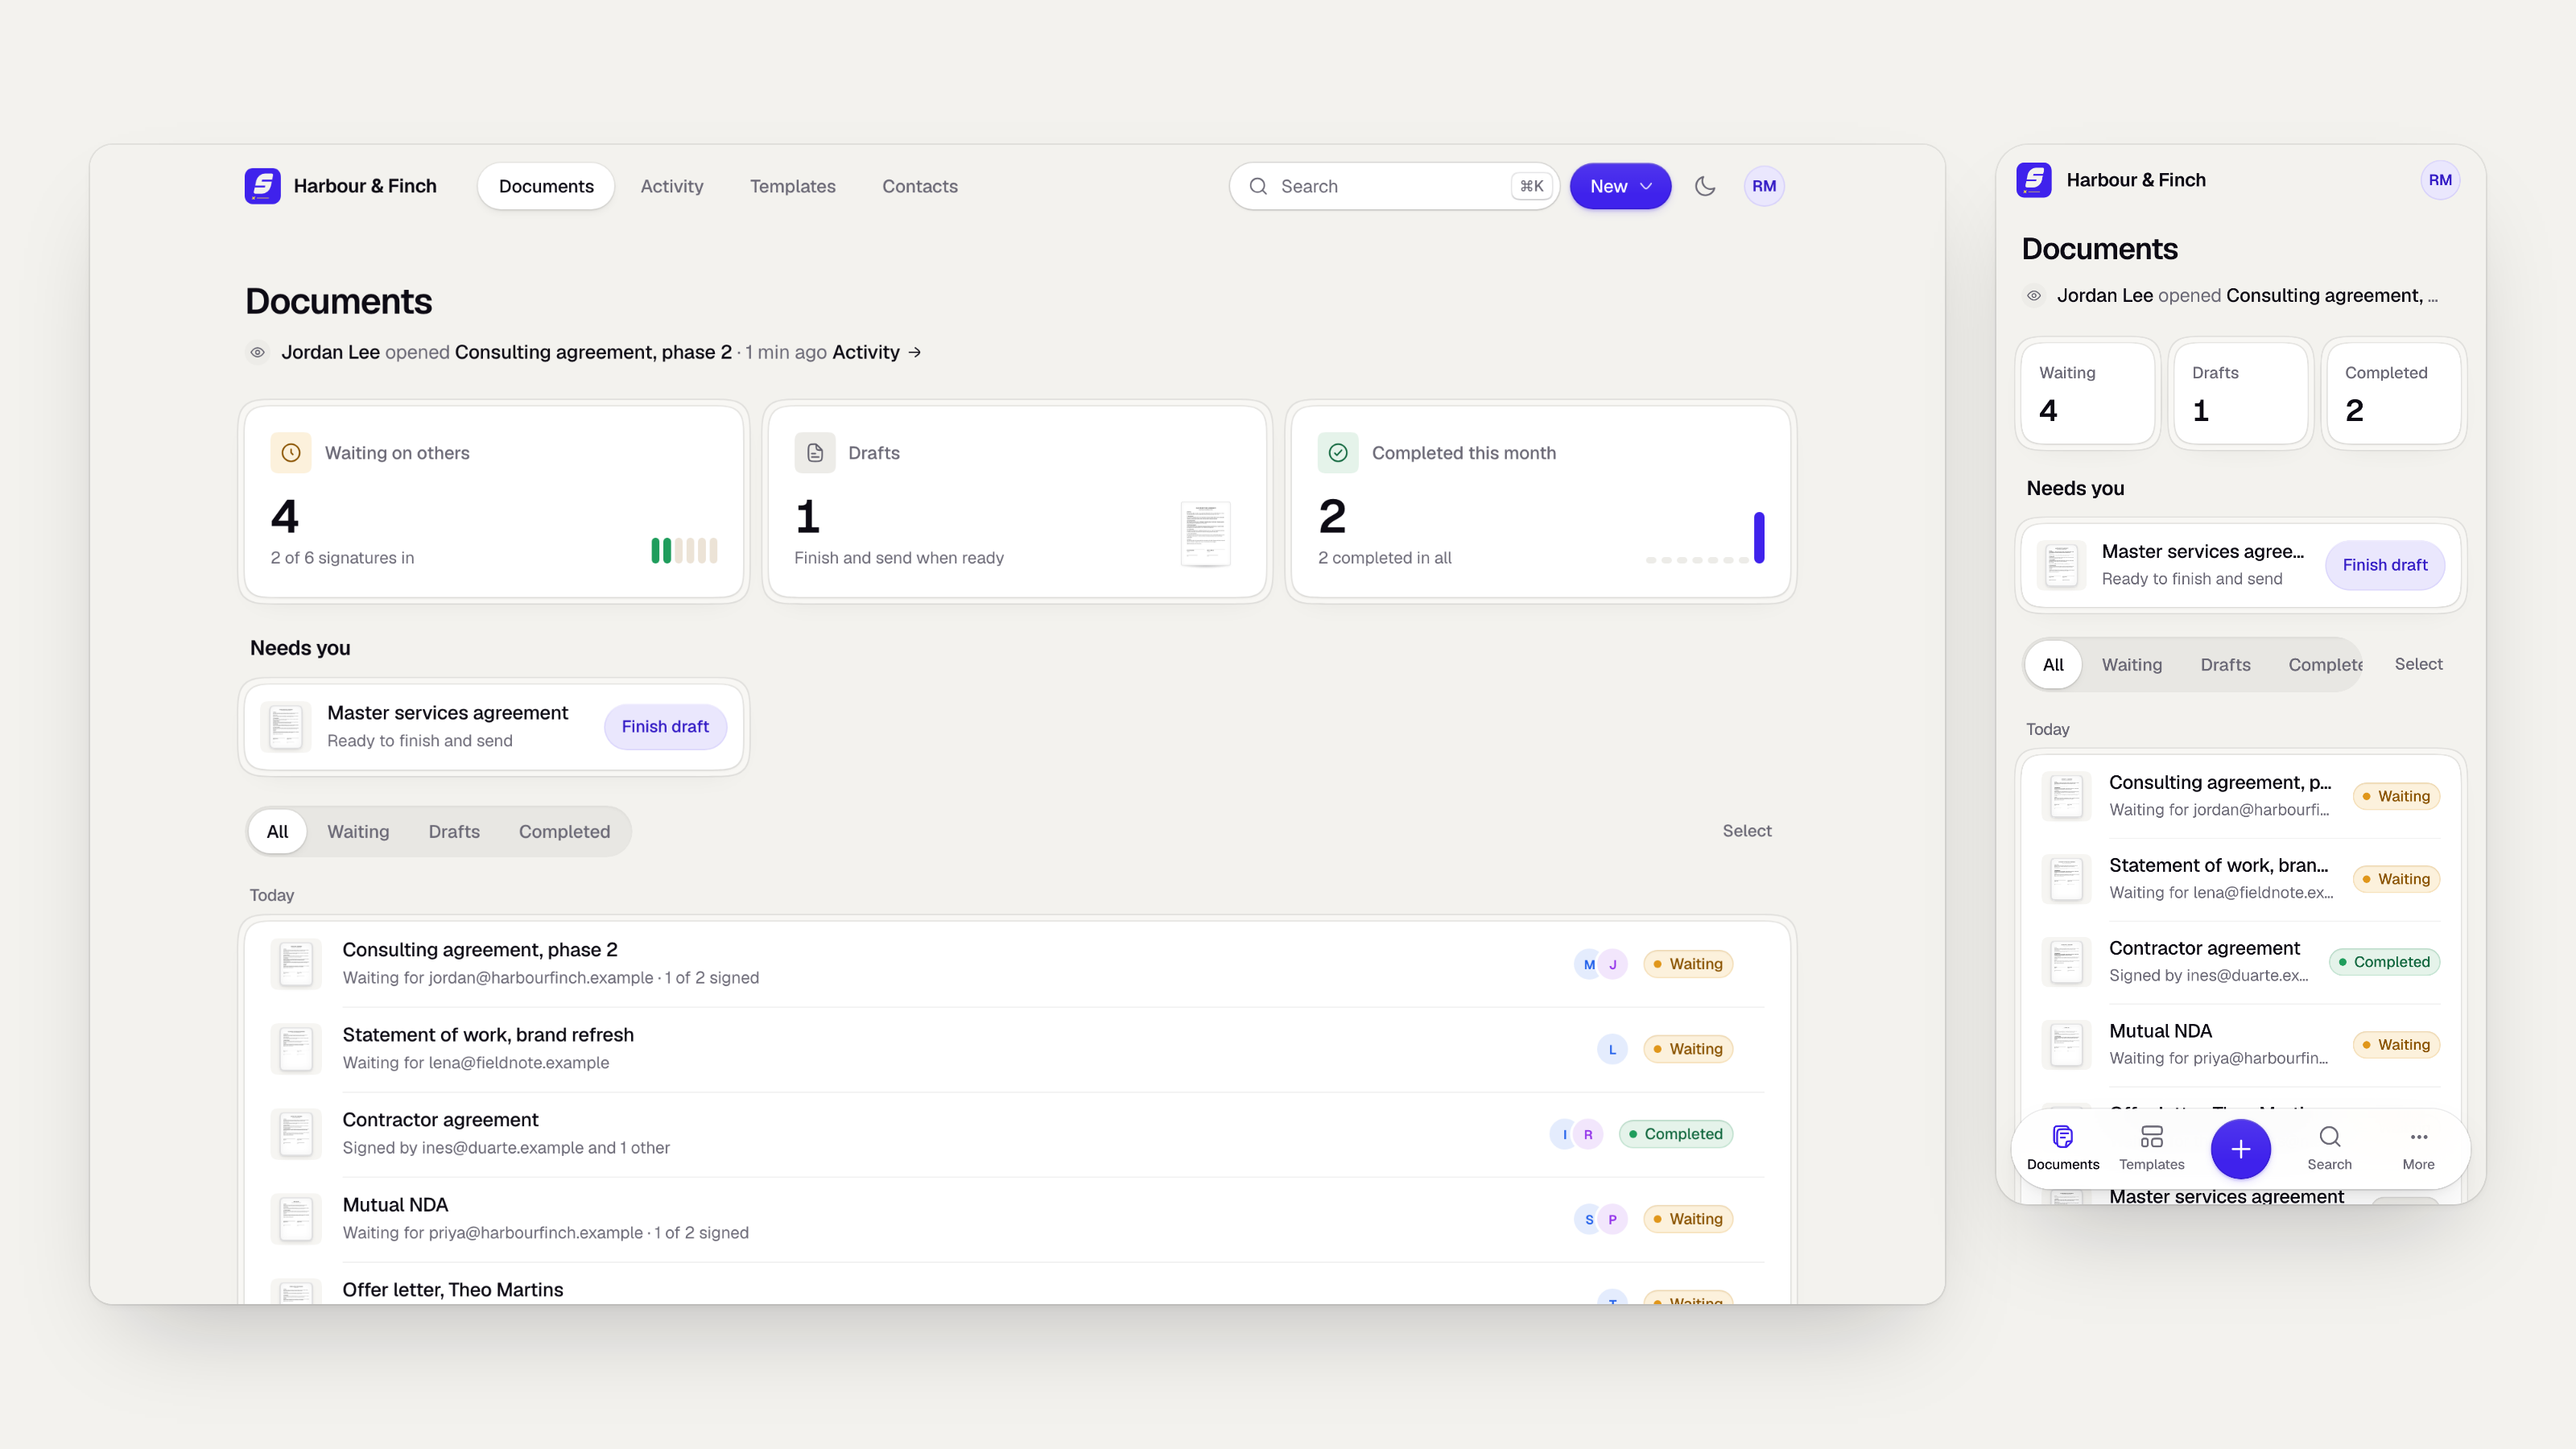 Harbour & Finch
Documents
Activity
Templates
Contacts
Search
⌘K
New
RM
Documents
Jordan Lee opened Consulting agreement, phase 2 · 1 min ago Activity →
Waiting on others
4
2 of 6 signatures in
Drafts
1
Finish and send when ready
Completed this month
2
2 completed in all
Needs you
Master services agreement
Ready to finish and send
Finish draft
All
Waiting
Drafts
Completed
Select
Today
Consulting agreement, phase 2
Waiting for jordan@harbourfinch.example · 1 of 2 signed
M J
Waiting
Statement of work, brand refresh
Waiting for lena@fieldnote.example
L
Waiting
Contractor agreement
Signed by ines@duarte.example and 1 other
I R
Completed
Mutual NDA
Waiting for priya@harbourfinch.example · 1 of 2 signed
S P
Waiting
Offer letter, Theo Martins
T
Waiting
Harbour & Finch
RM
Documents
Jordan Lee opened Consulting agreement, ...
Waiting
4
Drafts
1
Completed
2
Needs you
Master services agree...
Ready to finish and send
Finish draft
All
Waiting
Drafts
Complete
Select
Today
Consulting agreement, p...
Waiting for jordan@harbourfi...
Waiting
Statement of work, bran...
Waiting for lena@fieldnote.ex...
Waiting
Contractor agreement
Signed by ines@duarte.ex...
Completed
Mutual NDA
Waiting for priya@harbourfin...
Waiting
Documents
Templates
Search
More
Master services agreement